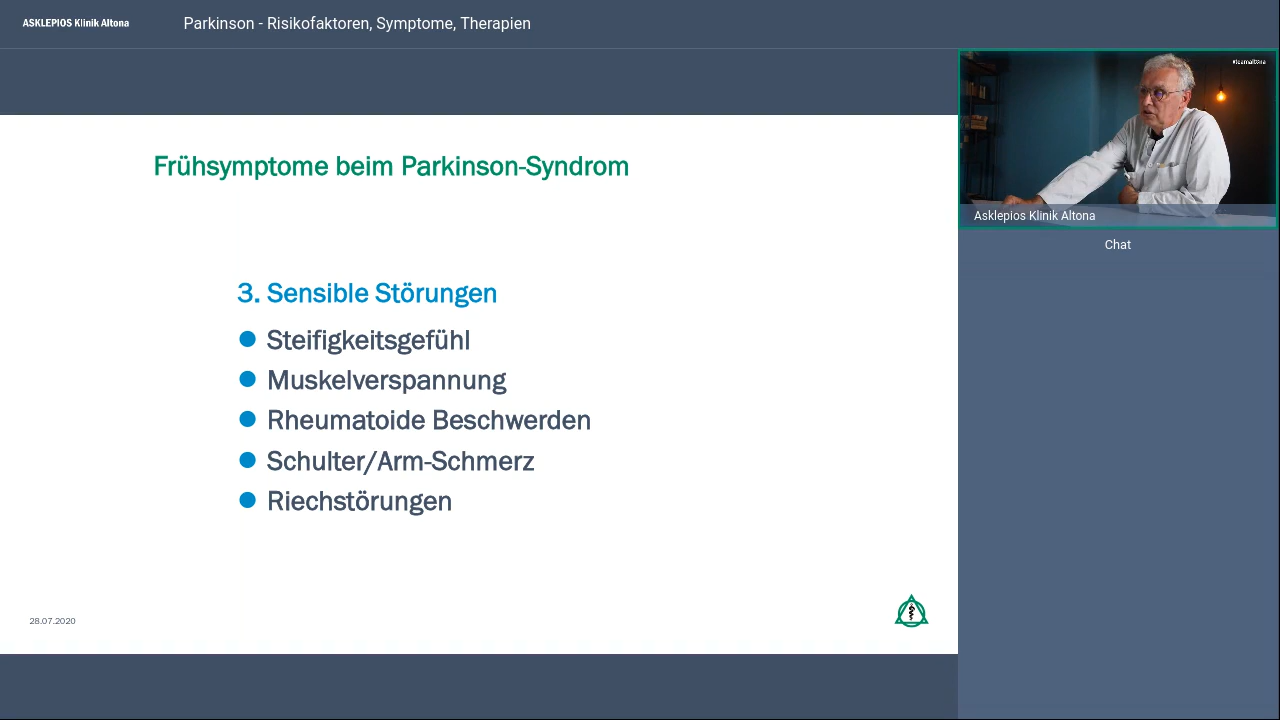 ASKLEPIOS Klinik Altona
Parkinson - Risikofaktoren, Symptome, Therapien
#teamaltona
Asklepios Klinik Altona
Chat
Frühsymptome beim Parkinson-Syndrom
3. Sensible Störungen
Steifigkeitsgefühl
Muskelverspannung
Rheumatoide Beschwerden
Schulter/Arm-Schmerz
Riechstörungen
28.07.2020